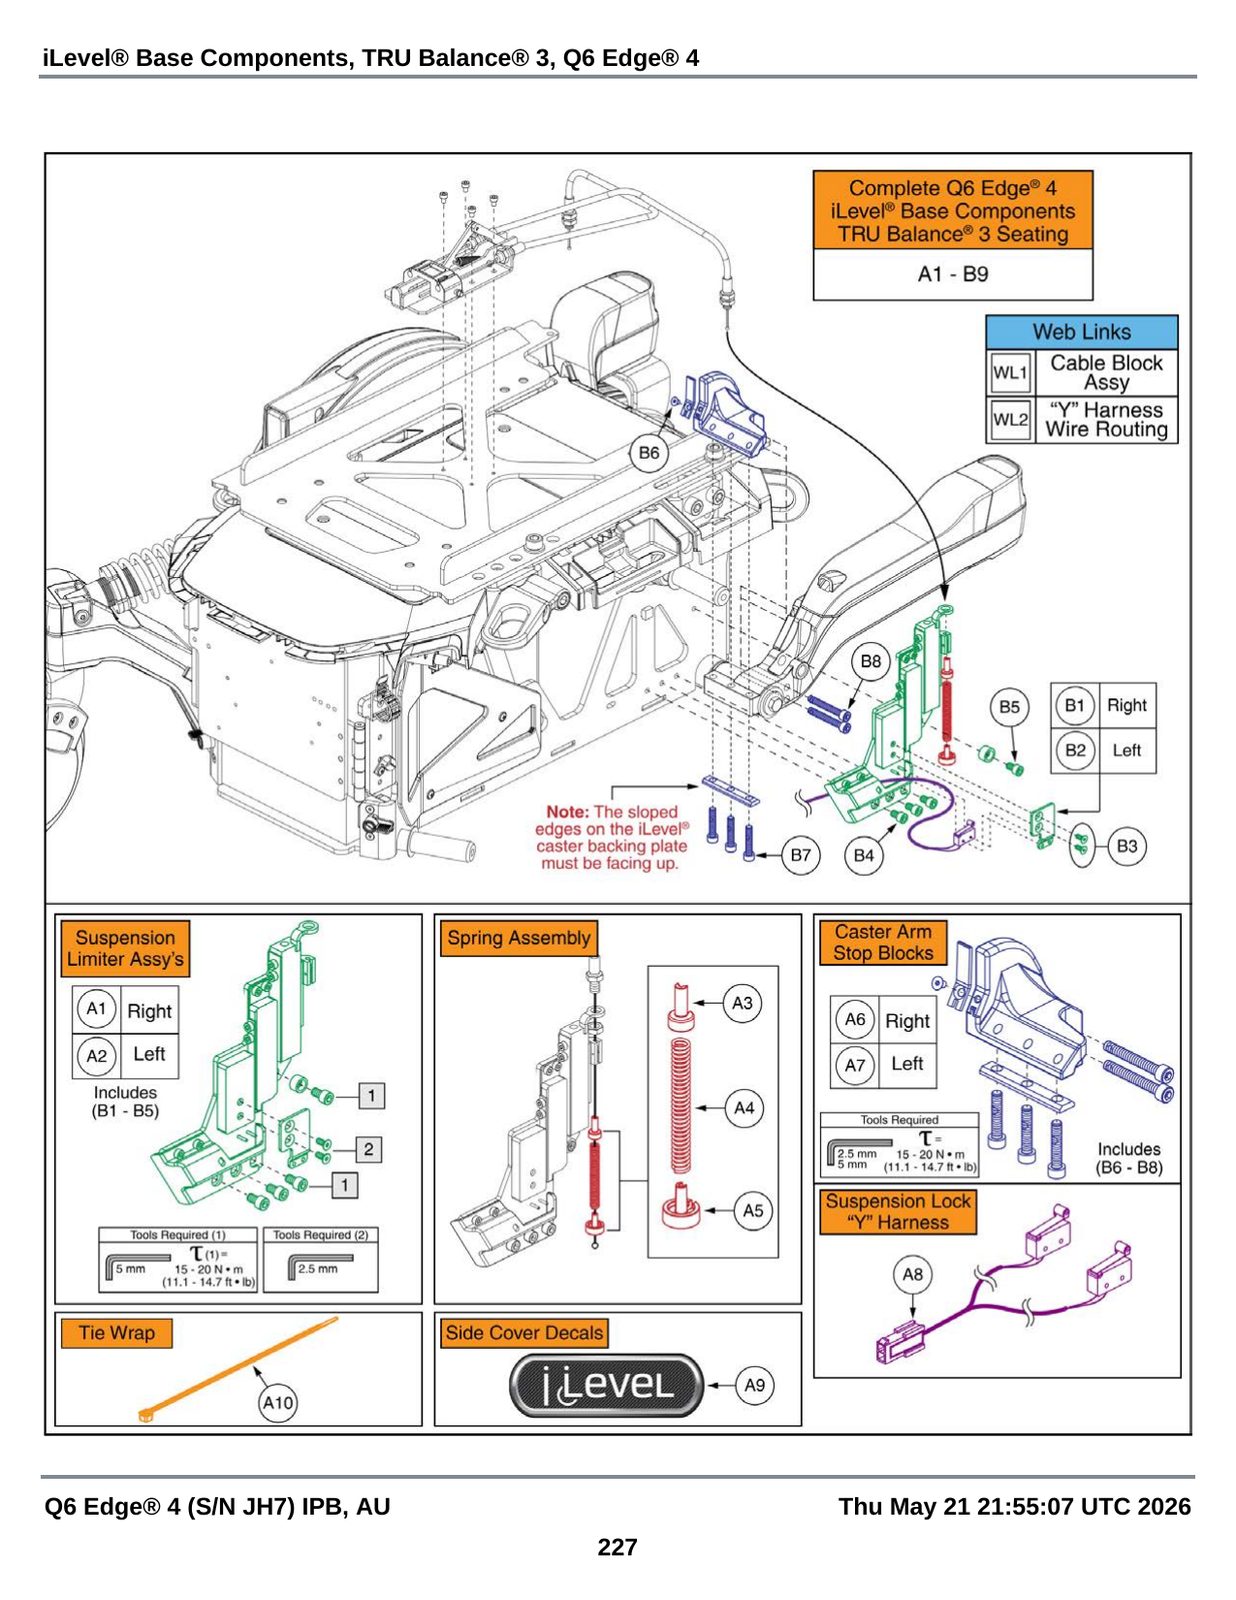 iLevel® Base Components, TRU Balance® 3, Q6 Edge® 4
Complete Q6 Edge® 4
iLevel® Base Components
TRU Balance® 3 Seating
A1 - B9
Web Links
WL1
Cable Block
Assy
WL2
“Y” Harness
Wire Routing
B6
B8
B5
B1
Right
B2
Left
Note: The sloped
edges on the iLevel®
caster backing plate
must be facing up.
B7
B4
B3
Suspension
Limiter Assy’s
A1
Right
A2
Left
Includes
(B1 - B5)
1
2
1
Tools Required (1)
5 mm
τ(1)=
15 - 20 N•m
(11.1 - 14.7 ft•lb)
Tools Required (2)
2.5 mm
Spring Assembly
A3
A4
A5
Caster Arm
Stop Blocks
A6
Right
A7
Left
Tools Required
2.5 mm
5 mm
τ=
15 - 20 N•m
(11.1 - 14.7 ft•lb)
Includes
(B6 - B8)
Suspension Lock
“Y” Harness
A8
Tie Wrap
A10
Side Cover Decals
iLevel
A9
Q6 Edge® 4 (S/N JH7) IPB, AU
Thu May 21 21:55:07 UTC 2026
227